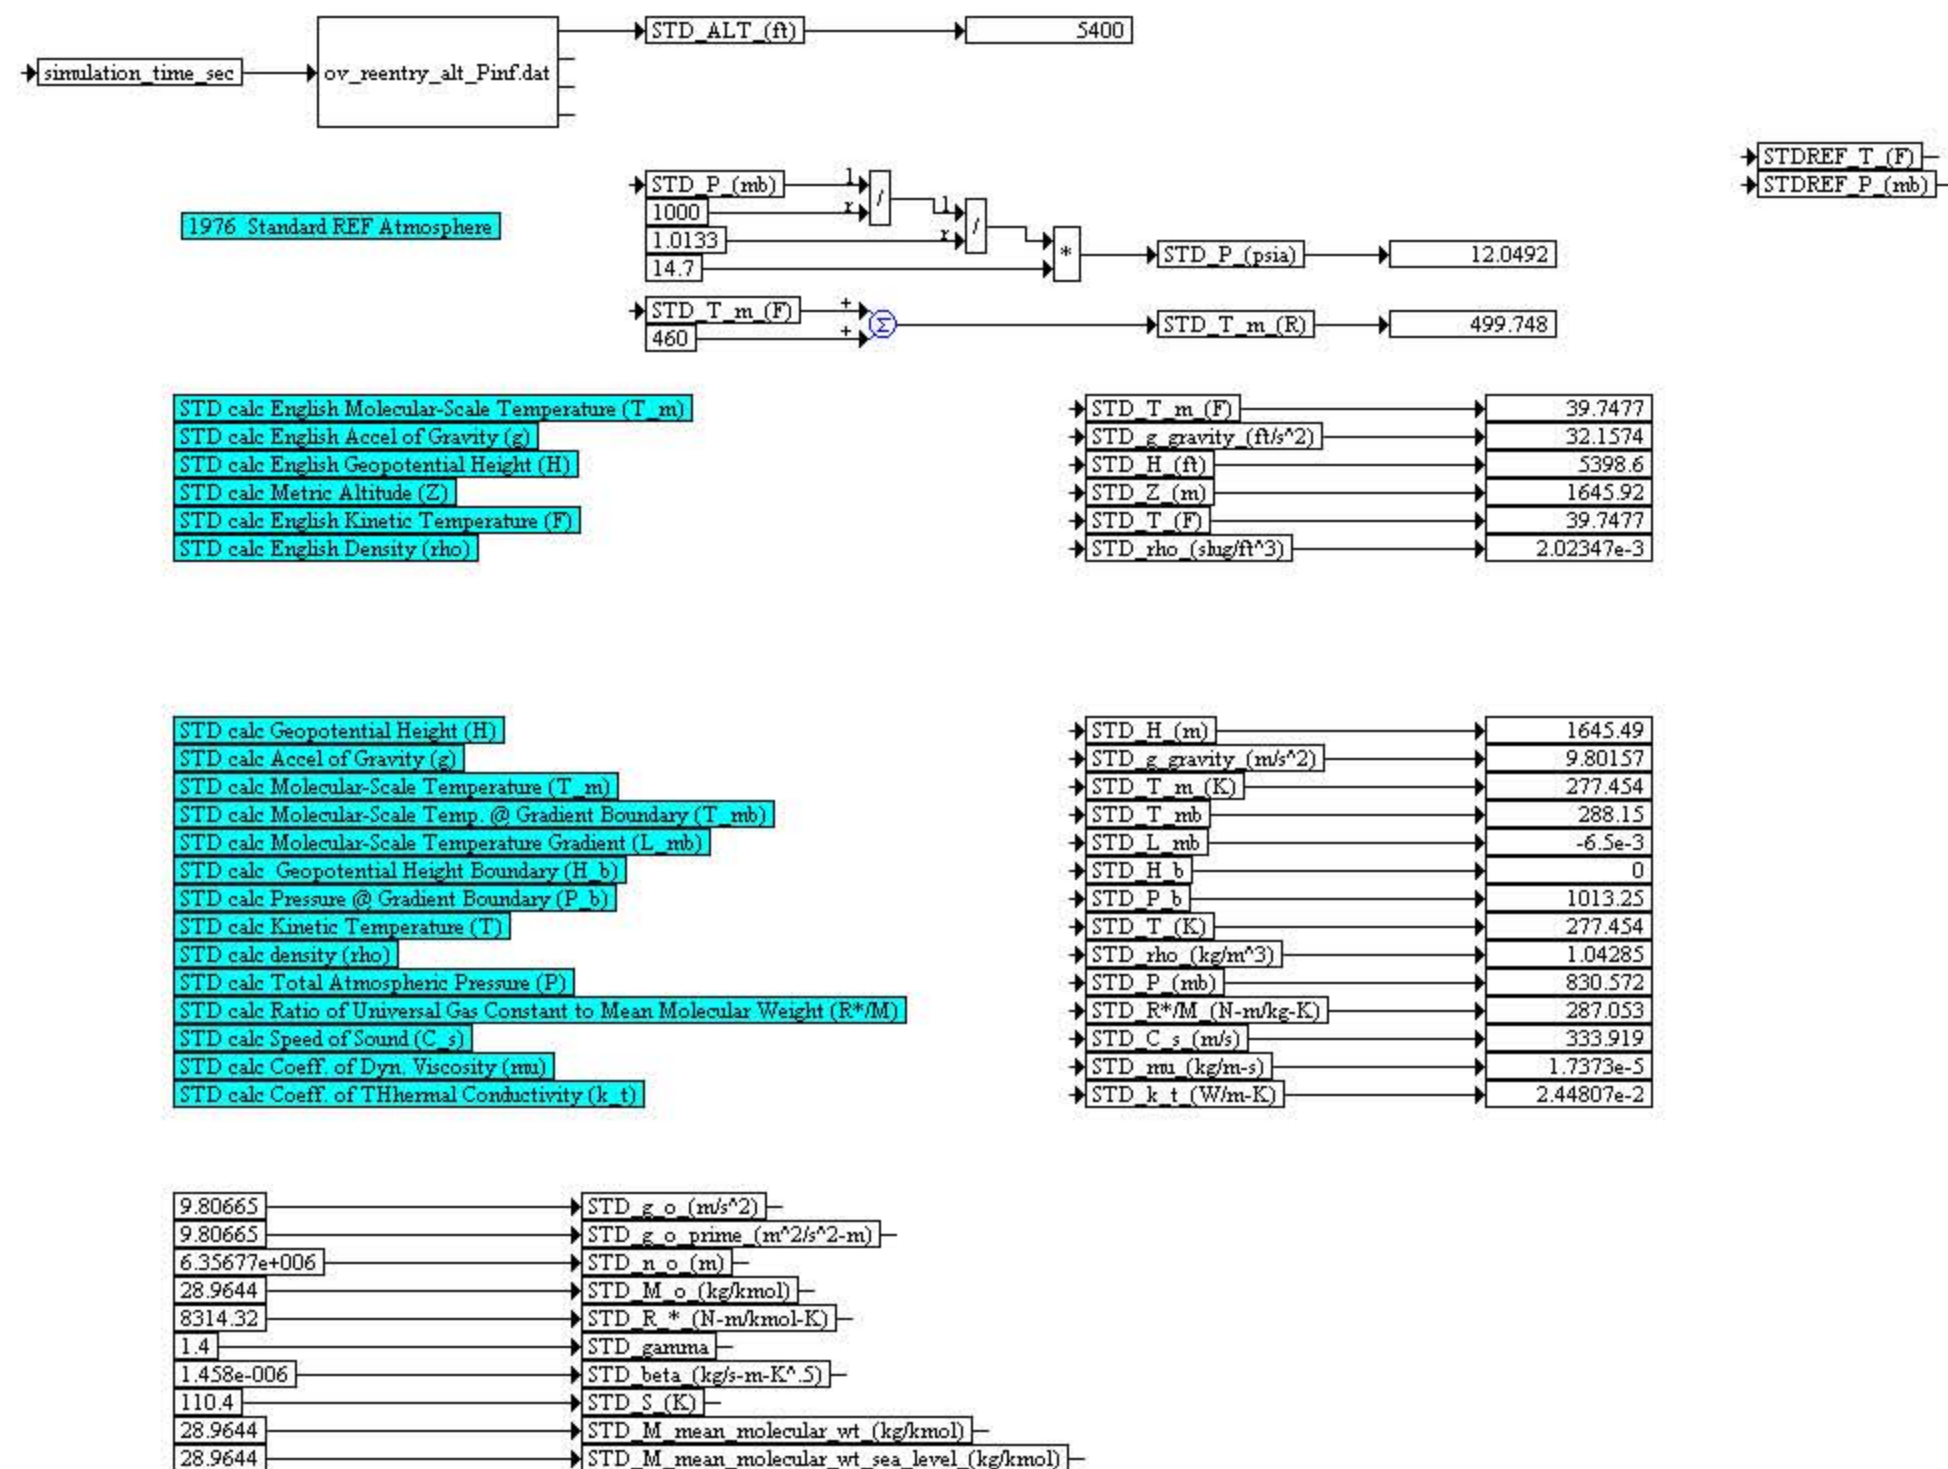 STD_ALT_(ft) 5400
simulation_time_sec ov_reentry_alt_Pinf.dat
STDREF_T_(F)
STDREF_P_(mb)
STD_P_(mb) l /
1000 r l /
1976 Standard REF Atmosphere
1.0133 r *
14.7
STD_P_(psia) 12.0492
STD_T_m_(F) + Σ
460 +
STD_T_m_(R) 499.748
STD calc English Molecular-Scale Temperature (T_m) STD_T_m_(F) 39.7477
STD calc English Accel of Gravity (g) STD_g_gravity_(ft/s^2) 32.1574
STD calc English Geopotential Height (H) STD_H_(ft) 5398.6
STD calc Metric Altitude (Z) STD_Z_(m) 1645.92
STD calc English Kinetic Temperature (F) STD_T_(F) 39.7477
STD calc English Density (rho) STD_rho_(slug/ft^3) 2.02347e-3
STD calc Geopotential Height (H) STD_H_(m) 1645.49
STD calc Accel of Gravity (g) STD_g_gravity_(m/s^2) 9.80157
STD calc Molecular-Scale Temperature (T_m) STD_T_m_(K) 277.454
STD calc Molecular-Scale Temp. @ Gradient Boundary (T_mb) STD_T_mb 288.15
STD calc Molecular-Scale Temperature Gradient (L_mb) STD_L_mb -6.5e-3
STD calc  Geopotential Height Boundary (H_b) STD_H_b 0
STD calc Pressure @ Gradient Boundary (P_b) STD_P_b 1013.25
STD calc Kinetic Temperature (T) STD_T_(K) 277.454
STD calc density (rho) STD_rho_(kg/m^3) 1.04285
STD calc Total Atmospheric Pressure (P) STD_P_(mb) 830.572
STD calc Ratio of Universal Gas Constant to Mean Molecular Weight (R*/M) STD_R*/M_(N-m/kg-K) 287.053
STD calc Speed of Sound (C_s) STD_C_s_(m/s) 333.919
STD calc Coeff. of Dyn. Viscosity (mu) STD_mu_(kg/m-s) 1.7373e-5
STD calc Coeff. of THhermal Conductivity (k_t) STD_k_t_(W/m-K) 2.44807e-2
9.80665 STD_g_o_(m/s^2)
9.80665 STD_g_o_prime_(m^2/s^2-m)
6.35677e+006 STD_n_o_(m)
28.9644 STD_M_o_(kg/kmol)
8314.32 STD_R_*_(N-m/kmol-K)
1.4 STD_gamma
1.458e-006 STD_beta_(kg/s-m-K^.5)
110.4 STD_S_(K)
28.9644 STD_M_mean_molecular_wt_(kg/kmol)
28.9644 STD_M_mean_molecular_wt_sea_level_(kg/kmol)